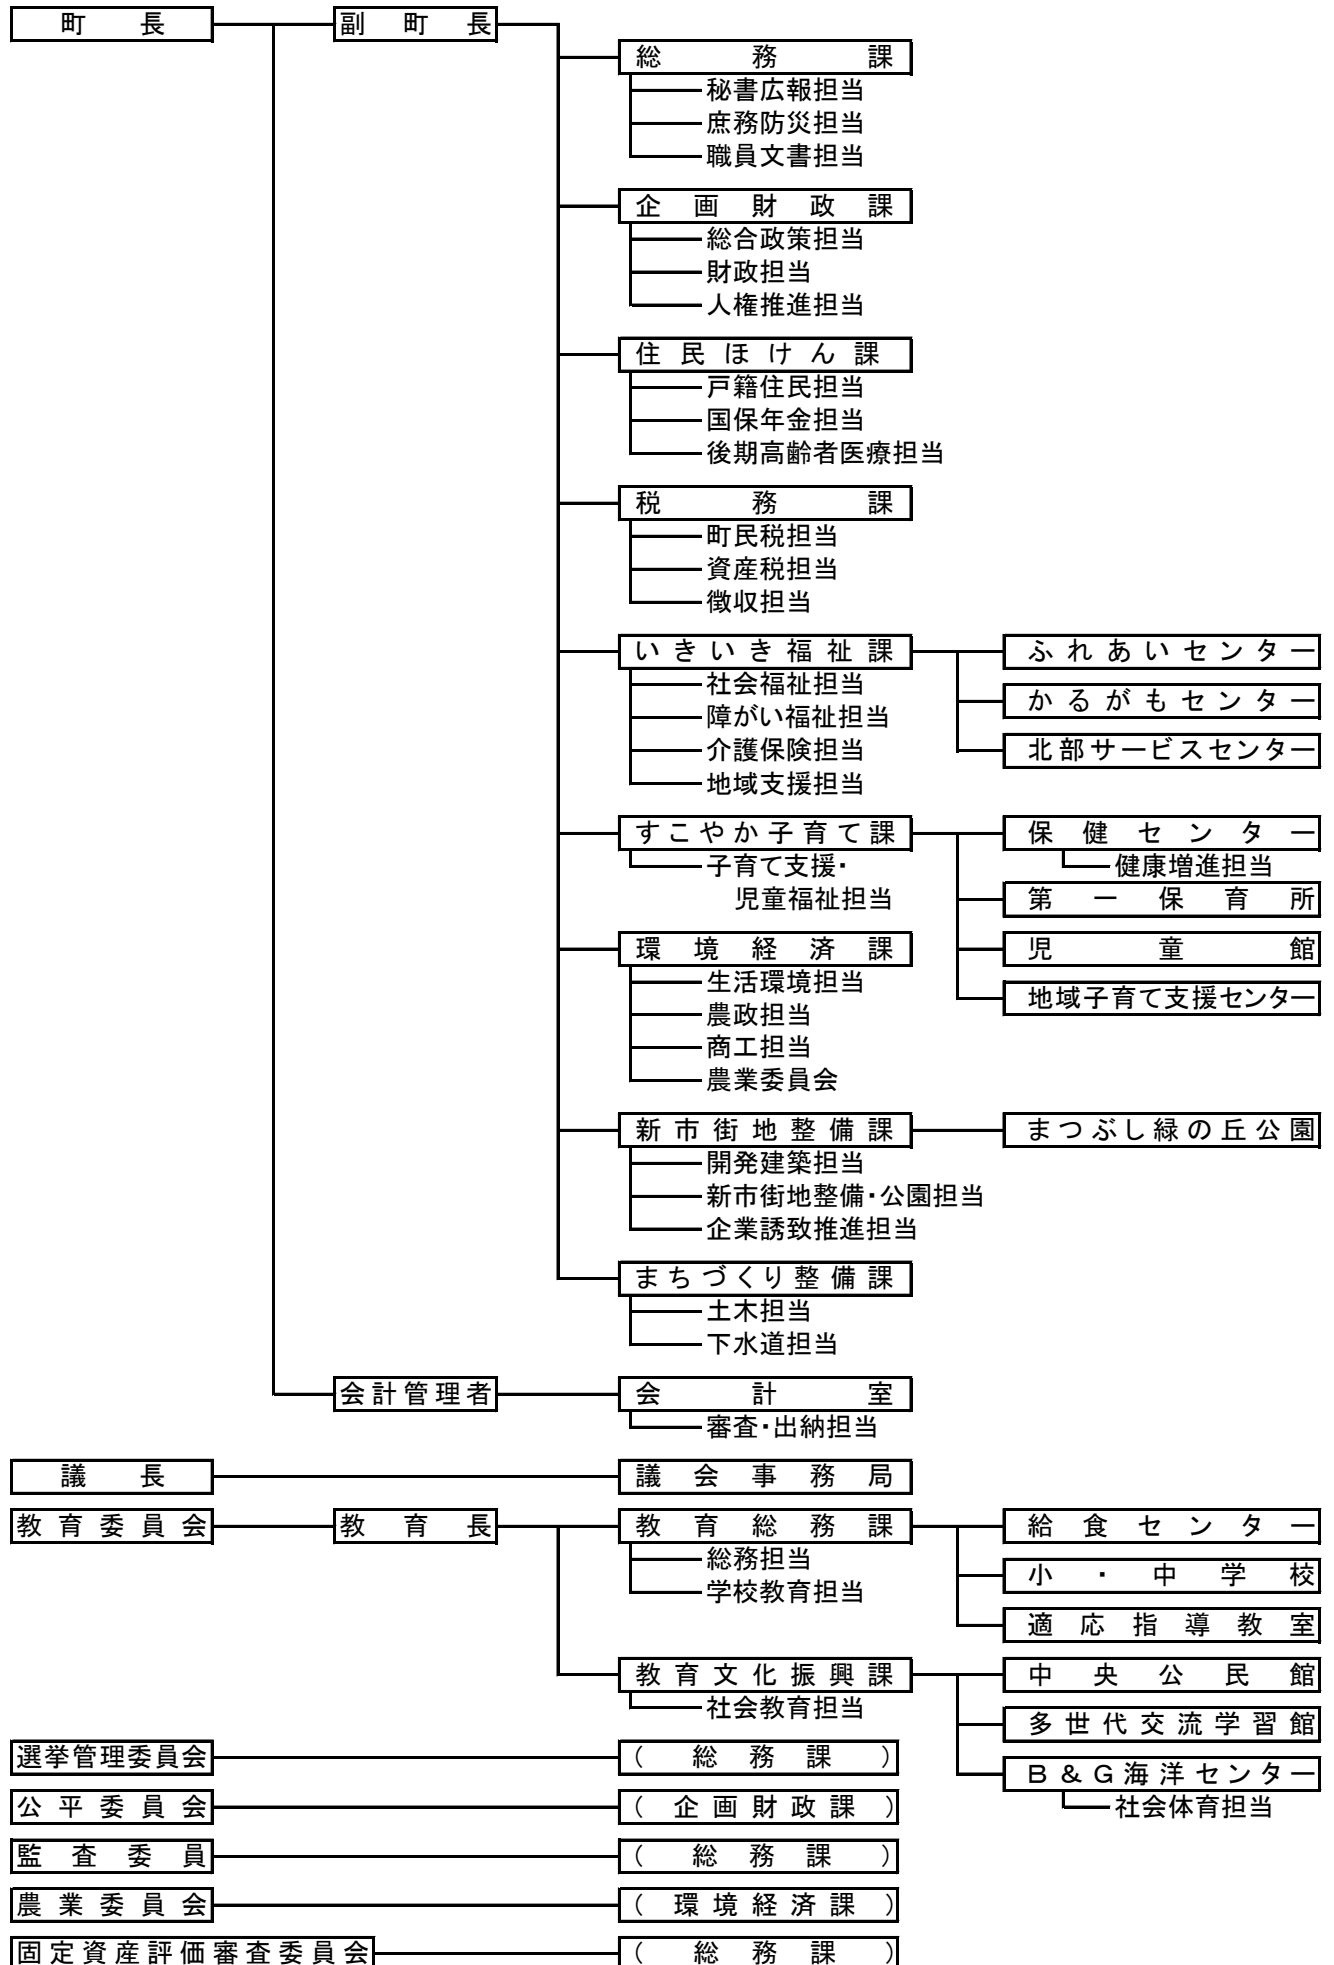 町長 副町長
総務課
秘書広報担当
庶務防災担当
職員文書担当
企画財政課
総合政策担当
財政担当
人権推進担当
住民ほけん課
戸籍住民担当
国保年金担当
後期高齢者医療担当
税務課
町民税担当
資産税担当
徴収担当
いきいき福祉課 ふれあいセンター
社会福祉担当
障がい福祉担当 かるがもセンター
介護保険担当 北部サービスセンター
地域支援担当
すこやか子育て課 保健センター
子育て支援・ 健康増進担当
児童福祉担当 第一保育所
環境経済課 児童館
生活環境担当
農政担当 地域子育て支援センター
商工担当
農業委員会
新市街地整備課 まつぶし緑の丘公園
開発建築担当
新市街地整備・公園担当
企業誘致推進担当
まちづくり整備課
土木担当
下水道担当
会計管理者 会計室
審査・出納担当
議長 議会事務局
教育委員会 教育長 教育総務課 給食センター
総務担当
学校教育担当 小・中学校
適応指導教室
教育文化振興課 中央公民館
社会教育担当
多世代交流学習館
選挙管理委員会 (総務課)
B&G海洋センター
公平委員会 (企画財政課) 社会体育担当
監査委員 (総務課)
農業委員会 (環境経済課)
固定資産評価審査委員会 (総務課)